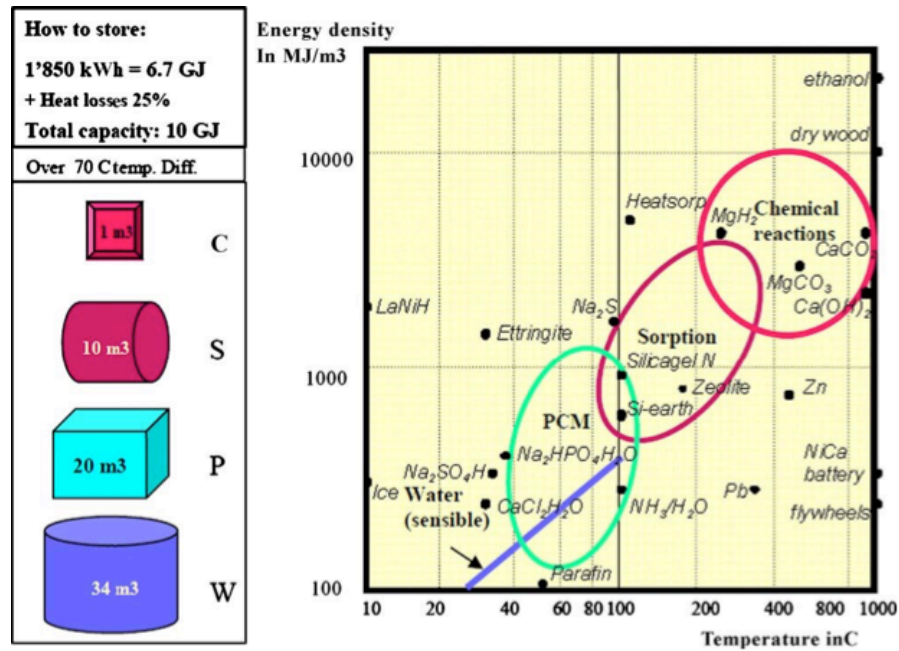 How to store:
1'850 kWh = 6.7 GJ
+ Heat losses 25%
Total capacity: 10 GJ
Over 70 C temp. Diff.
1 m3
C
10 m3
S
20 m3
P
34 m3
W
Energy density
In MJ/m3
10000
1000
100
ethanol
dry wood
Heatsorp
MgH2
Chemical
reactions
CaCO3
MgCO3
Ca(OH)2
LaNiH
Na2S
Ettringite
Sorption
Silicagel N
Zeolite
Zn
PCM
Si-earth
Na2HPO4H2O
Na2SO4H
NiCa
battery
Ice
Water
(sensible)
CaCl2H2O
NH3/H2O
Pb
flywheels
Parafin
10
20
40
60
80
100
200
400
800
1000
Temperature inC